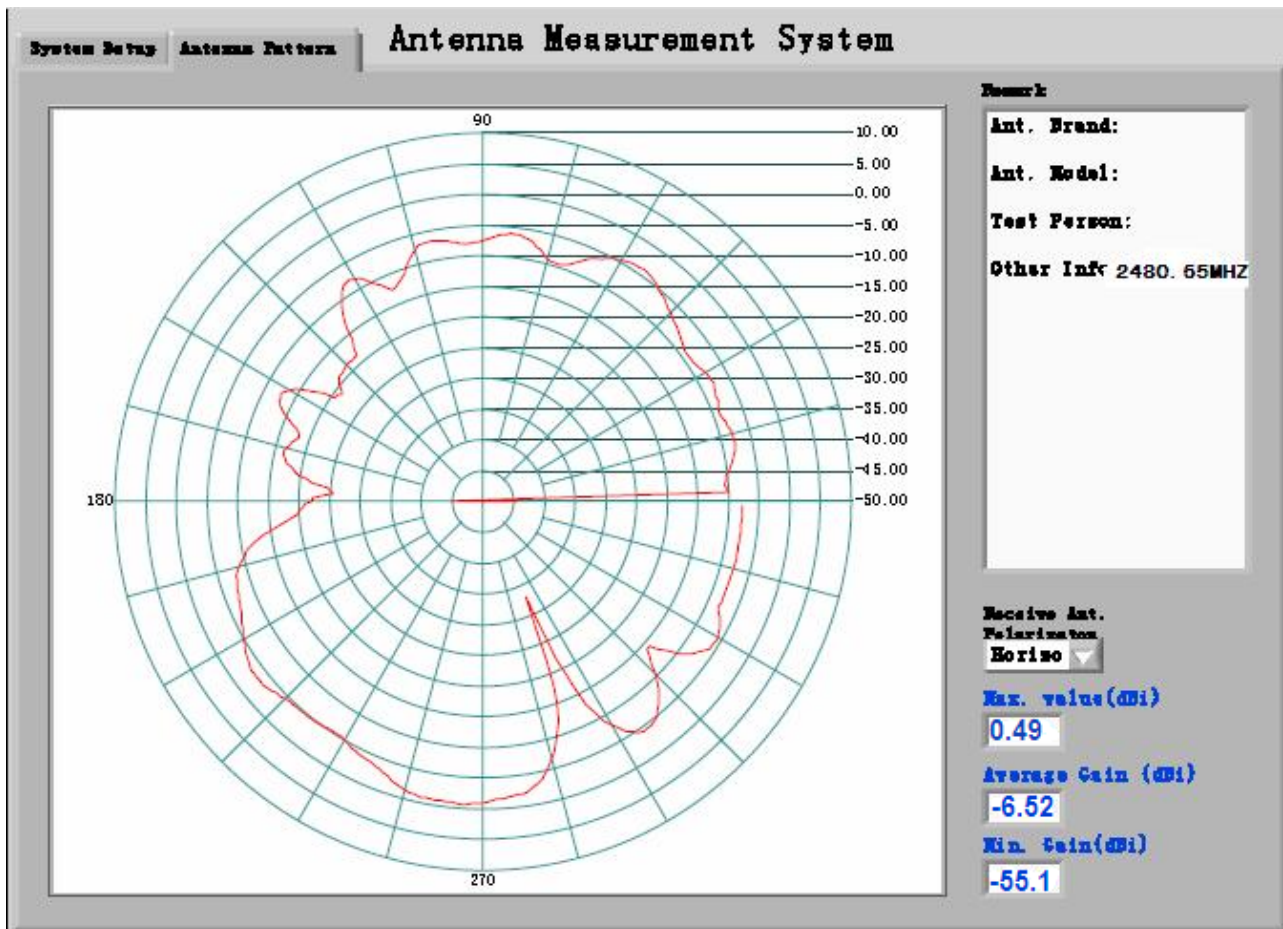 Antenna Measurement System
System Setup
Antenna Pattern
Remark
90
10.00
5.00
0.00
-5.00
-10.00
-15.00
-20.00
-25.00
-30.00
-35.00
-40.00
-45.00
-50.00
180
270
Ant. Brand:
Ant. Model:
Test Person:
Other Inf 2480.65MHZ
Receive Ant.
Horizo
Max. value(dBi)
0.49
Average Gain (dBi)
-6.52
Min. Gain(dBi)
-55.1